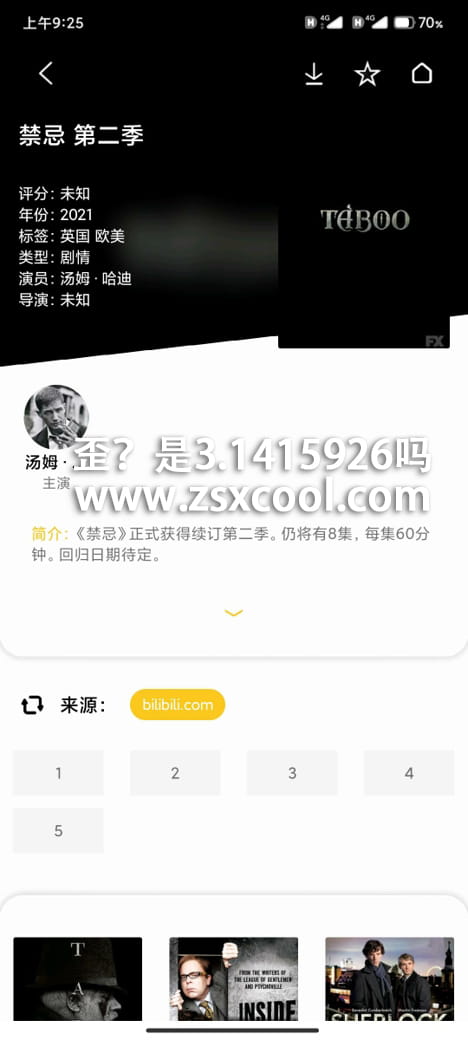 上午9:25
4G
4G
70%
禁忌 第二季
评分: 未知
年份: 2021
标签: 英国 欧美
类型: 剧情
演员: 汤姆·哈迪
导演: 未知
TABOO
FX
汤姆·
主演
歪？是3.1415926吗
www.zsxcool.com
简介:《禁忌》正式获得续订第二季。仍将有8集，每集60分
钟。回归日期待定。
来源：
bilibili.com
1
2
3
4
5
T
A
FROM THE WRITERS OF
THE LEAGUE OF GENTLEMEN
AND PSYCHOVILLE
INSIDE
Benedict Cumberbatch
Martin Freeman
SHERLOCK